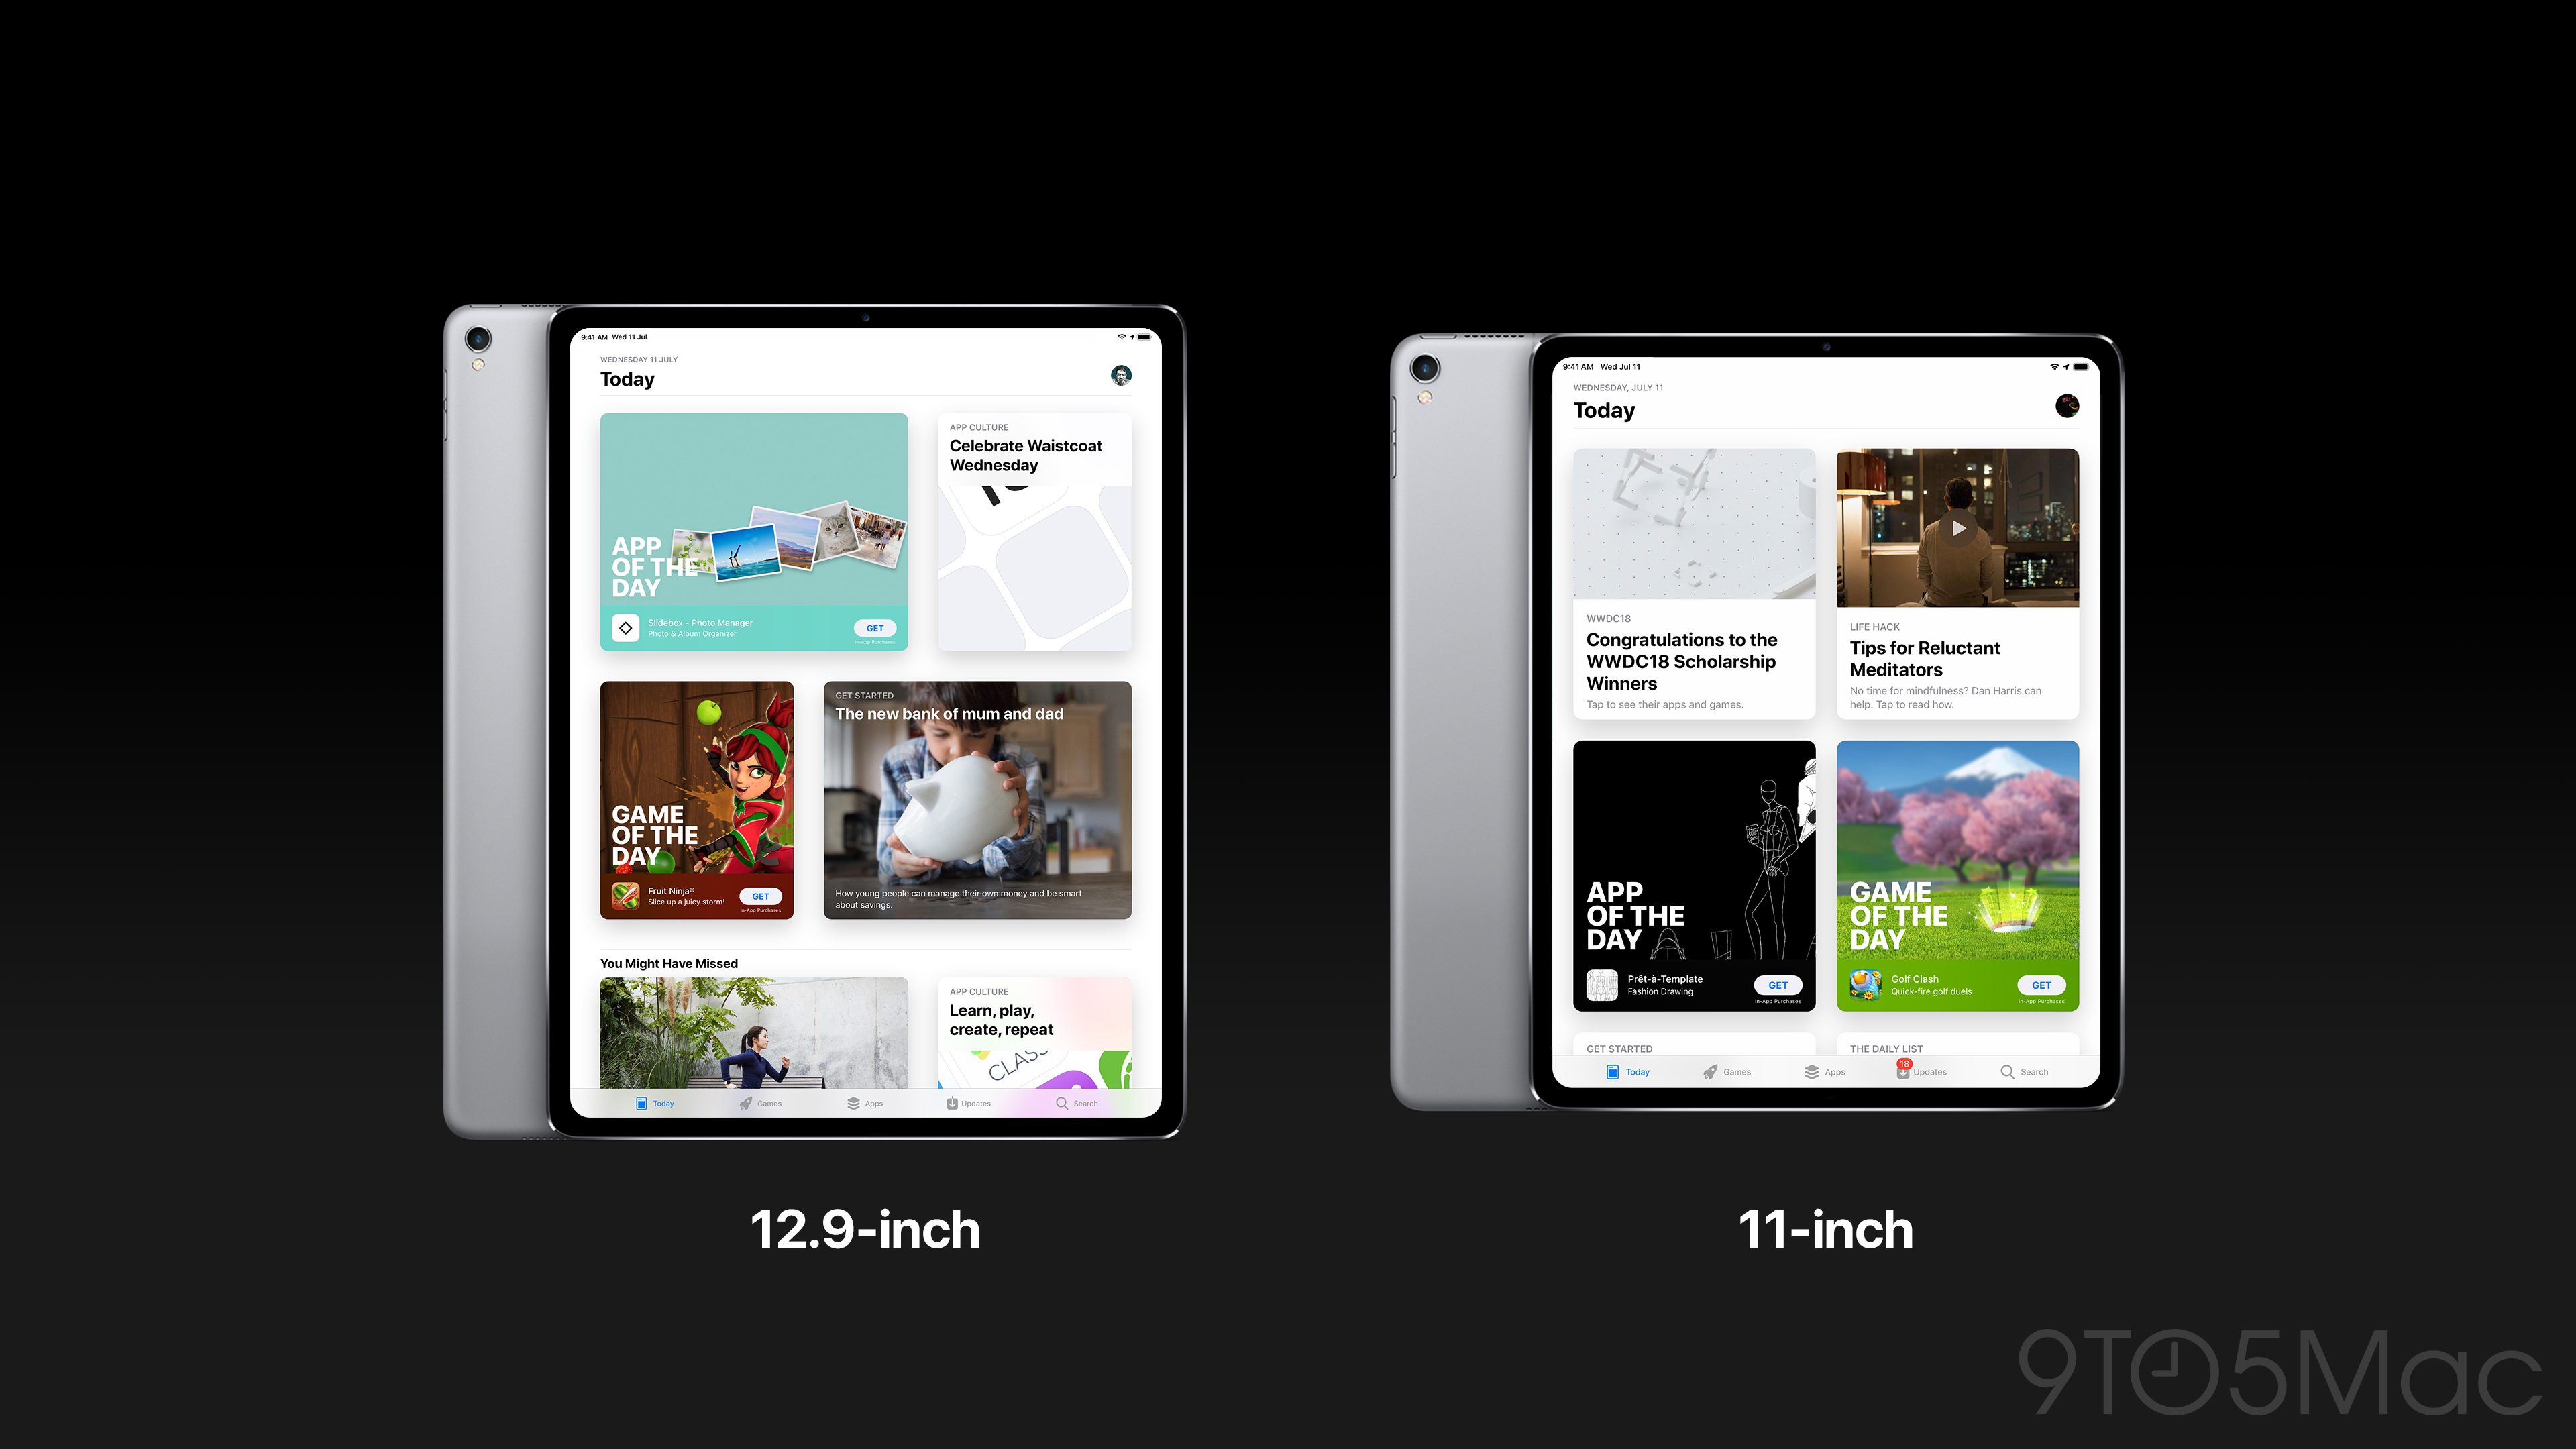 9:41 AM Wed 11 Jul
WEDNESDAY 11 JULY
Today
APP
OF THE
DAY
Slidebox - Photo Manager
Photo & Album Organizer
GET
In-App Purchases
APP CULTURE
Celebrate Waistcoat
Wednesday
GAME
OF THE
DAY
Fruit Ninja®
Slice up a juicy storm!
GET
In-App Purchases
GET STARTED
The new bank of mum and dad
How young people can manage their own money and be smart
about savings.
You Might Have Missed
APP CULTURE
Learn, play,
create, repeat
CLASS
Today Games Apps Updates Search
12.9-inch
9:41 AM Wed Jul 11
WEDNESDAY, JULY 11
Today
WWDC18
Congratulations to the
WWDC18 Scholarship
Winners
Tap to see their apps and games.
LIFE HACK
Tips for Reluctant
Meditators
No time for mindfulness? Dan Harris can
help. Tap to read how.
APP
OF THE
DAY
Prêt-à-Template
Fashion Drawing
GET
In-App Purchases
GAME
OF THE
DAY
Golf Clash
Quick-fire golf duels
GET
In-App Purchases
GET STARTED
THE DAILY LIST
Today Games Apps 18 Updates Search
11-inch
9TO5Mac